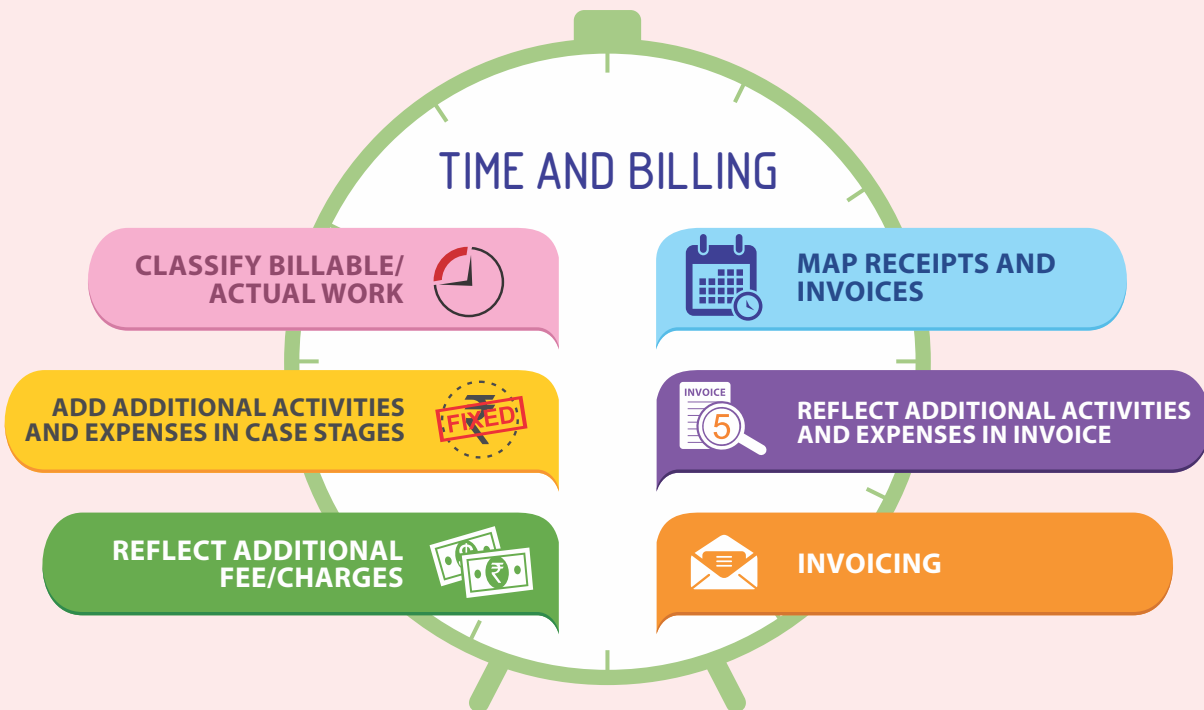 TIME AND BILLING
CLASSIFY BILLABLE/
ACTUAL WORK
ADD ADDITIONAL ACTIVITIES
AND EXPENSES IN CASE STAGES
₹
FIXED
REFLECT ADDITIONAL
FEE/CHARGES
₹
MAP RECEIPTS AND
INVOICES
INVOICE
5
REFLECT ADDITIONAL ACTIVITIES
AND EXPENSES IN INVOICE
INVOICING